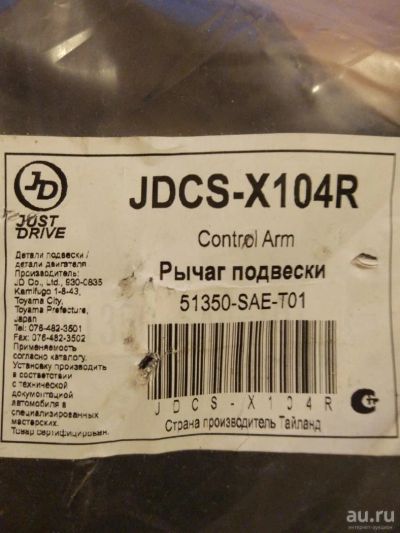 JD
JUST
DRIVE
JDCS-X104R
Control Arm
Рычаг подвески
51350-SAE-T01
Детали подвески /
детали двигателя
Производитель:
JD Co., Ltd., 930-0835
Kamifugo 1-8-43,
Toyama City,
Toyama Prefecture,
Japan
Tel: 076-482-3501
Fax: 076-482-3502
Применяемость
согласно каталогу.
Установку производить
в соответствии
с технической
документацией
автомобиля в
специализированных
мастерских.
Товар сертифицирован.
JDCS-X104R
Страна производитель Тайланд
au.ru
интернет-аукцион